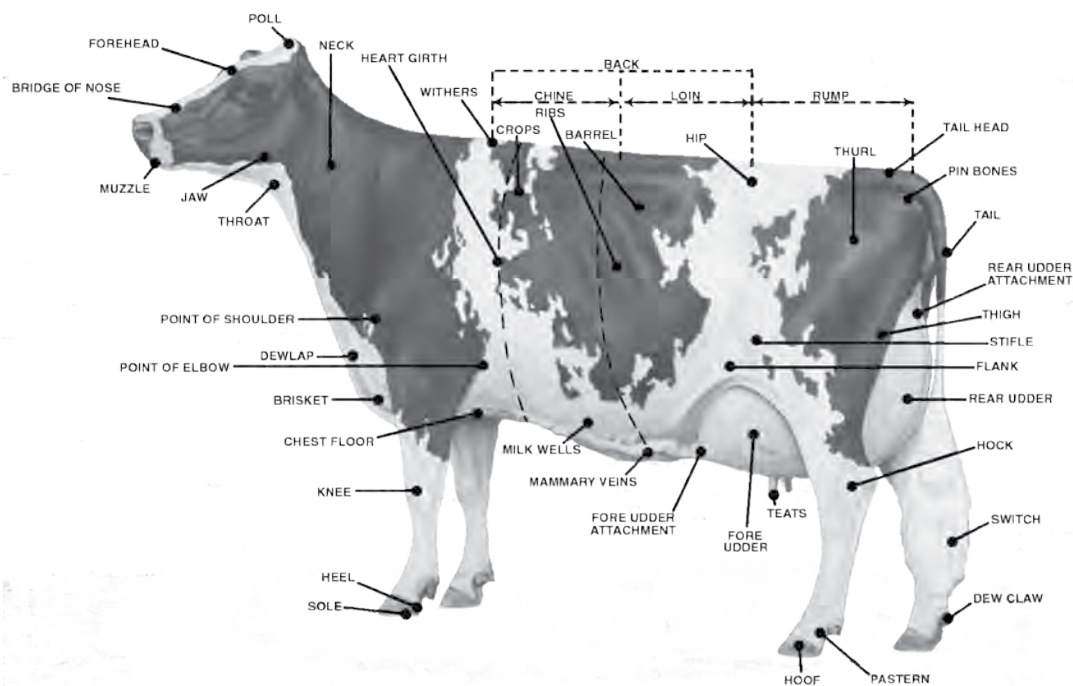 POLL
FOREHEAD
NECK
HEART GIRTH
BACK
BRIDGE OF NOSE
WITHERS
CHINE
LOIN
RUMP
RIBS
CROPS
BARREL
HIP
TAIL HEAD
THURL
PIN BONES
MUZZLE
JAW
THROAT
TAIL
REAR UDDER
ATTACHMENT
POINT OF SHOULDER
THIGH
STIFLE
DEWLAP
POINT OF ELBOW
FLANK
BRISKET
REAR UDDER
CHEST FLOOR
MILK WELLS
HOCK
MAMMARY VEINS
KNEE
TEATS
FORE UDDER
ATTACHMENT
FORE
UDDER
SWITCH
HEEL
SOLE
DEW CLAW
HOOF
PASTERN